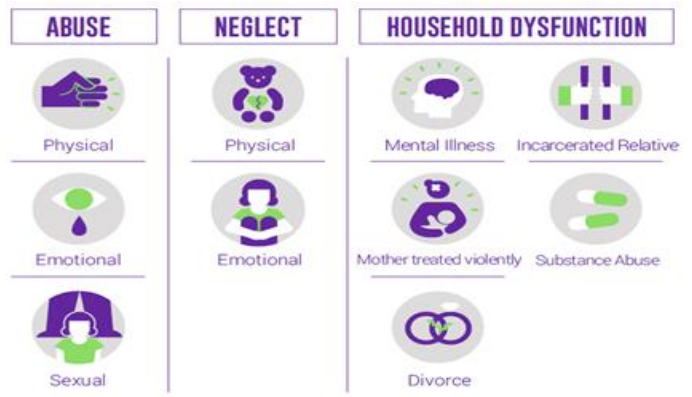 ABUSE
NEGLECT
HOUSEHOLD DYSFUNCTION
Physical
Emotional
Sexual
Physical
Emotional
Mental Illness
Incarcerated Relative
Mother treated violently
Substance Abuse
Divorce